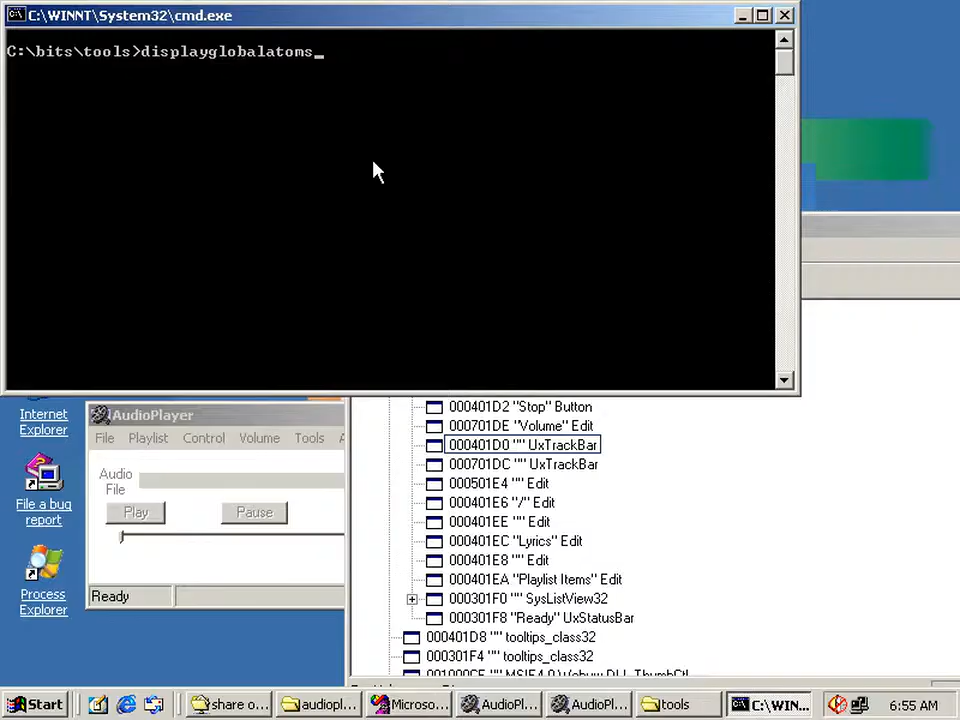 C:\WINNT\System32\cmd.exe
C:\bits\tools>displayglobalatoms_
000401D2 "Stop" Button
000701DE "Volume" Edit
000401D0 "" UxTrackBar
000701DC "" UxTrackBar
000501E4 "" Edit
000401E6 "/" Edit
000401EE "" Edit
000401EC "Lyrics" Edit
000401E8 "" Edit
000401EA "Playlist Items" Edit
000301F0 "" SysListView32
000301F8 "Ready" UxStatusBar
000401D8 "" tooltips_class32
000301F4 "" tooltips_class32
Internet
Explorer
File a bug
report
Process
Explorer
AudioPlayer
File Playlist Control Volume Tools
Audio
File
Play Pause
Ready
Start share o... audiopl... Microso... AudioPl... AudioPl... tools C:\WIN... 6:55 AM